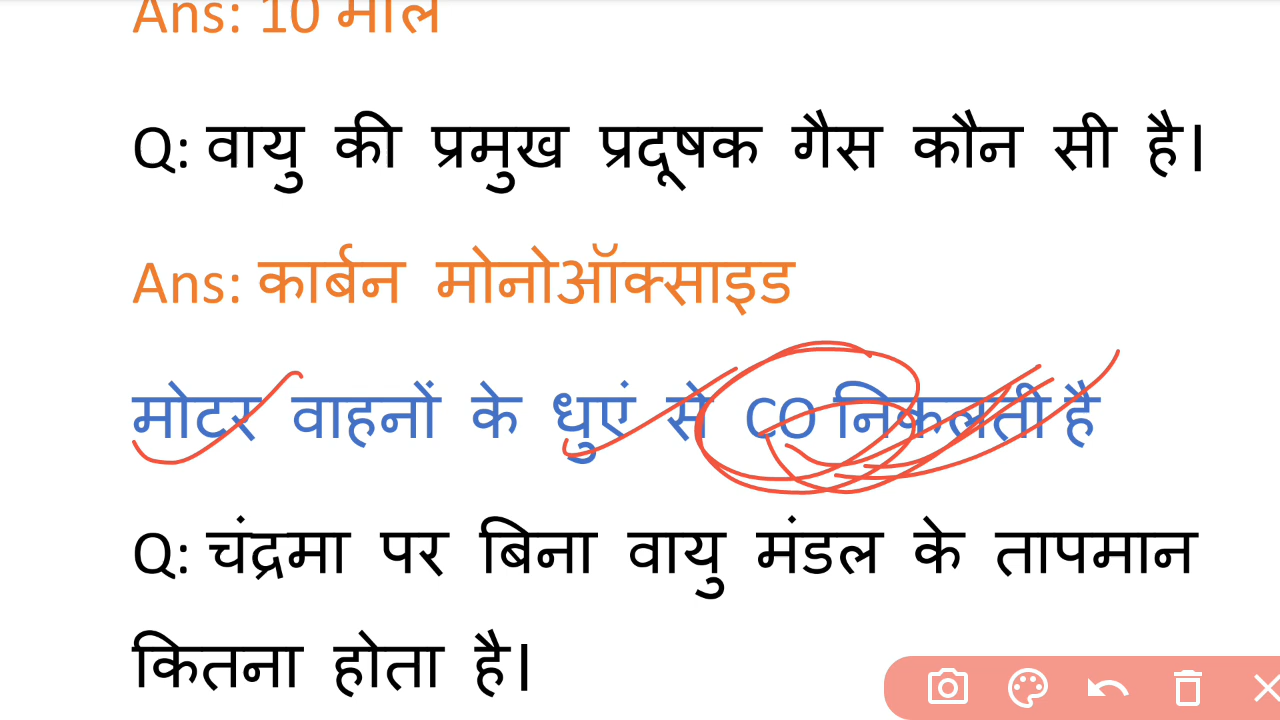 Ans: 10 मोल
Q: वायु की प्रमुख प्रदूषक गैस कौन सी है।
Ans: कार्बन मोनोऑक्साइड
मोटर वाहनों के धुएं से CO निकलती है
Q: चंद्रमा पर बिना वायु मंडल के तापमान
कितना होता है।